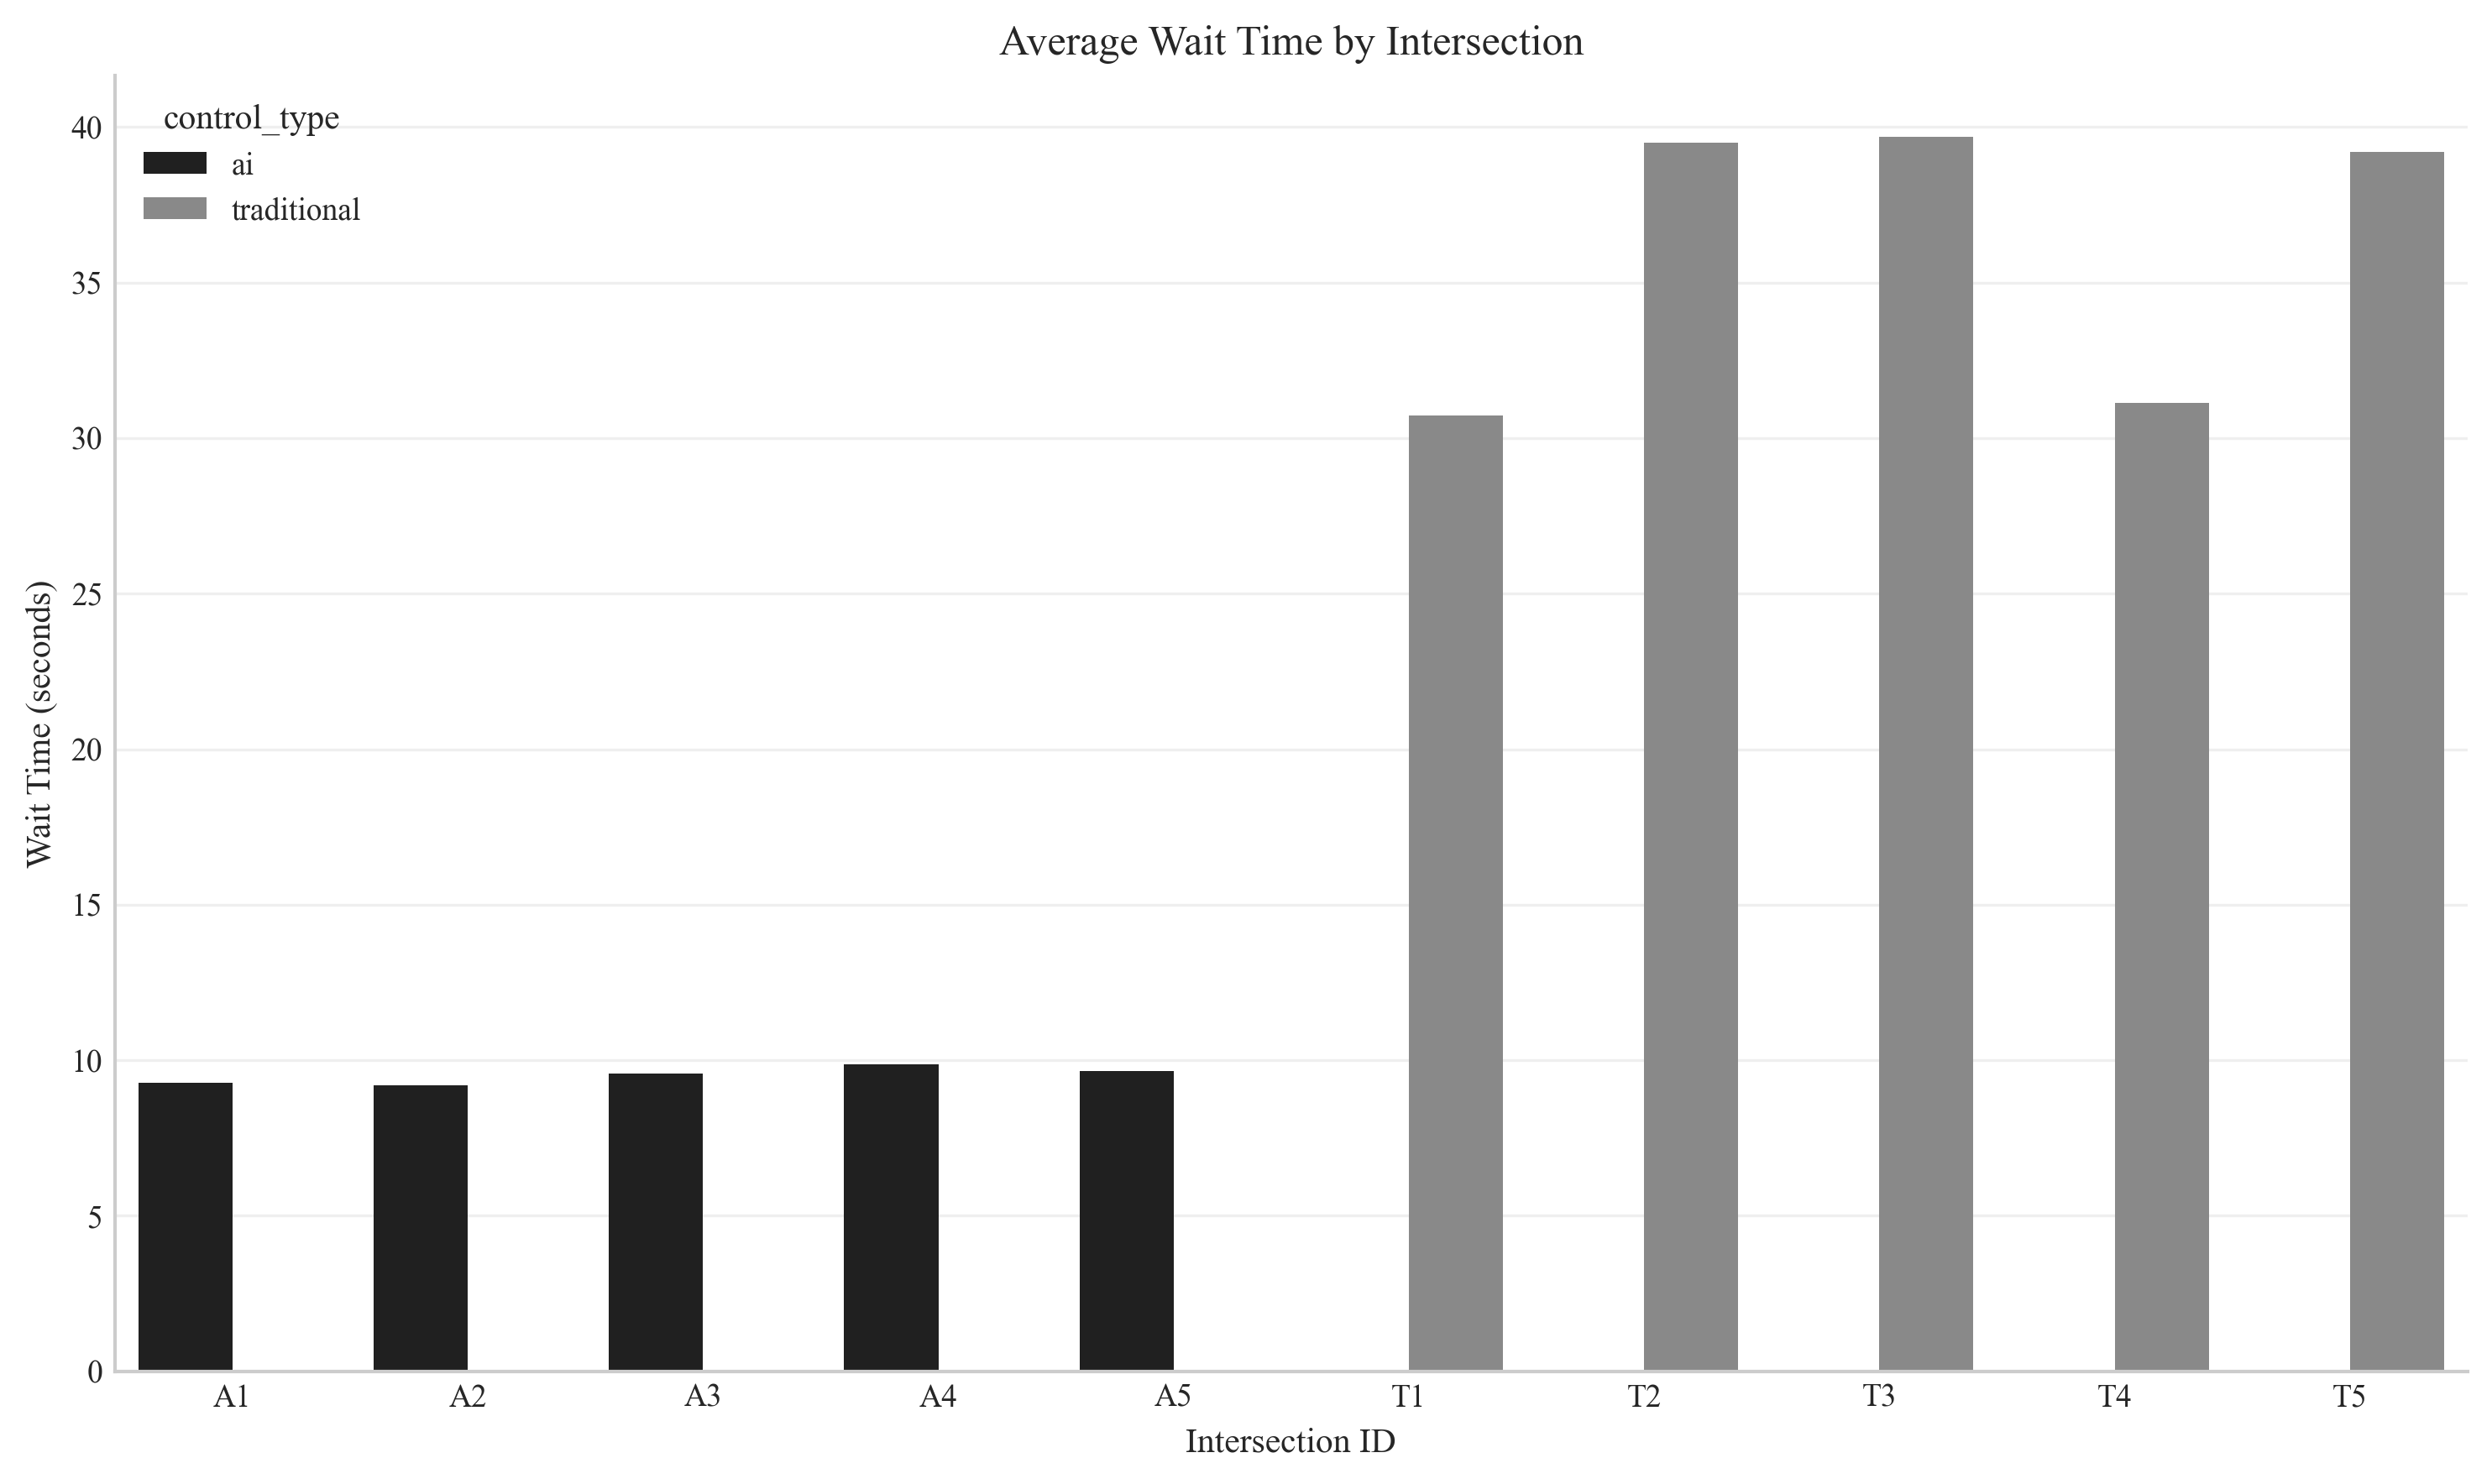 Average Wait Time by Intersection
control_type
ai
traditional
40
35
30
25
20
15
10
5
0
Wait Time (seconds)
A1 A2 A3 A4 A5 T1 T2 T3 T4 T5
Intersection ID